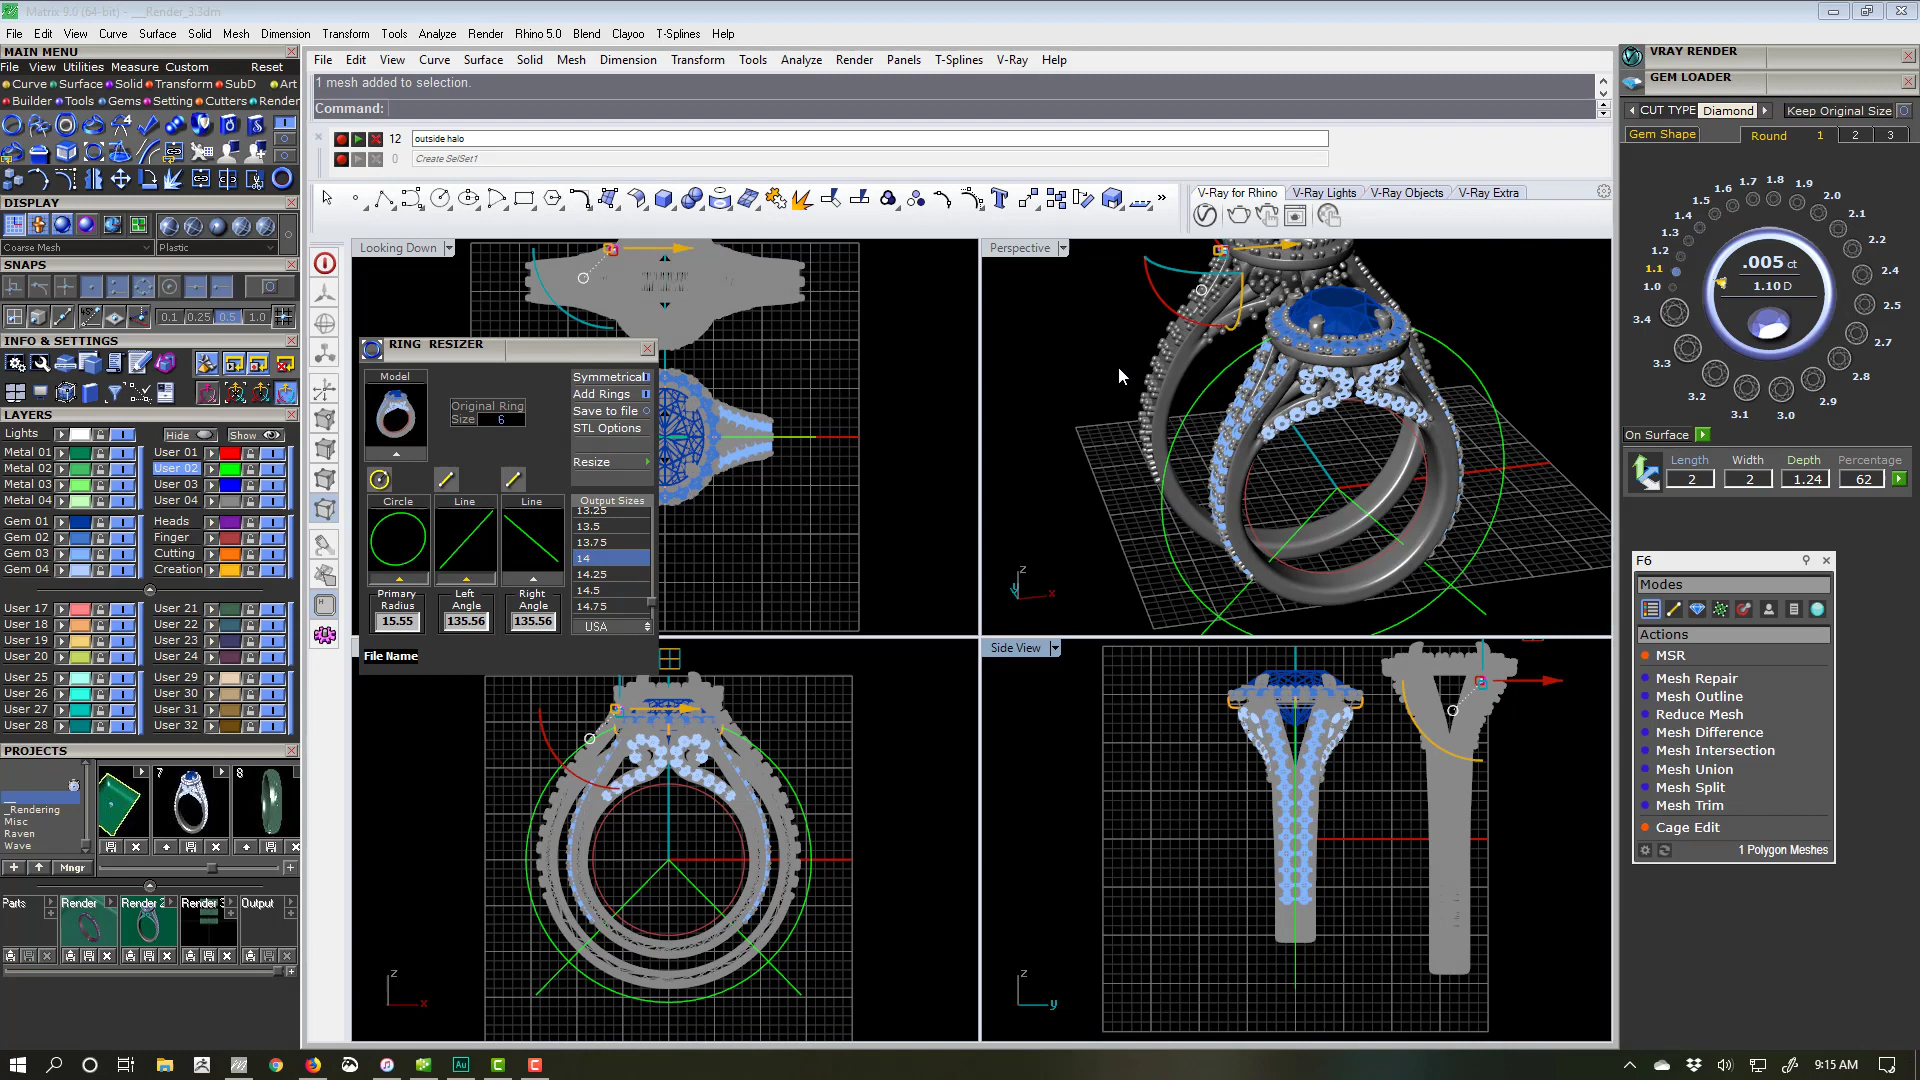 Matrix 9.0 (64-bit) - __Render_3.3dm
File Edit View Curve Surface Solid Mesh Dimension Transform Tools Analyze Render Rhino 5.0 Blend Clayoo T-Splines Help
MAIN MENU
File View Utilities Measure Custom Reset
Curve Surface Solid Transform SubD Art
Builder Tools Gems Setting Cutters Render
DISPLAY
Coarse Mesh Plastic
SNAPS
0.1 0.25 0.5 1.0
INFO & SETTINGS
LAYERS
Lights Hide Show
Metal 01 User 01
Metal 02 User 02
Metal 03 User 03
Metal 04 User 04
Gem 01 Heads
Gem 02 Finger
Gem 03 Cutting
Gem 04 Creation
User 17 User 21
User 18 User 22
User 19 User 23
User 20 User 24
User 25 User 29
User 26 User 30
User 27 User 31
User 28 User 32
PROJECTS
7 8
__
_Rendering
Misc
Raven
Wave
+ Mngr +
Parts Render Render 2 Render 3 Output
File Edit View Curve Surface Solid Mesh Dimension Transform Tools Analyze Render Panels T-Splines V-Ray Help
1 mesh added to selection.
Command:
12 outside halo
0 Create SelSet1
V-Ray for Rhino V-Ray Lights V-Ray Objects V-Ray Extra
Looking Down
Perspective
Side View
RING RESIZER
Model
Original Ring
Size 6
Symmetrical
Add Rings
Save to file
STL Options
Resize
Circle Line Line
Output Sizes
13.25
13.5
13.75
14
14.25
14.5
14.75
USA
Primary Radius 15.55
Left Angle 135.56
Right Angle 135.56
File Name
z x
z x
z y
VRAY RENDER
GEM LOADER
CUT TYPE Diamond Keep Original Size
Gem Shape Round 1 2 3
1.0
1.1
1.2
1.3
1.4
1.5
1.6
1.7
1.8
1.9
2.0
2.1
2.2
2.4
2.5
2.7
2.8
2.9
3.0
3.1
3.2
3.3
3.4
.005 ct
1.10 D
On Surface
Length Width Depth Percentage
2 2 1.24 62
F6
Modes
Actions
MSR
Mesh Repair
Mesh Outline
Reduce Mesh
Mesh Difference
Mesh Intersection
Mesh Union
Mesh Split
Mesh Trim
Cage Edit
1 Polygon Meshes
Au
9:15 AM